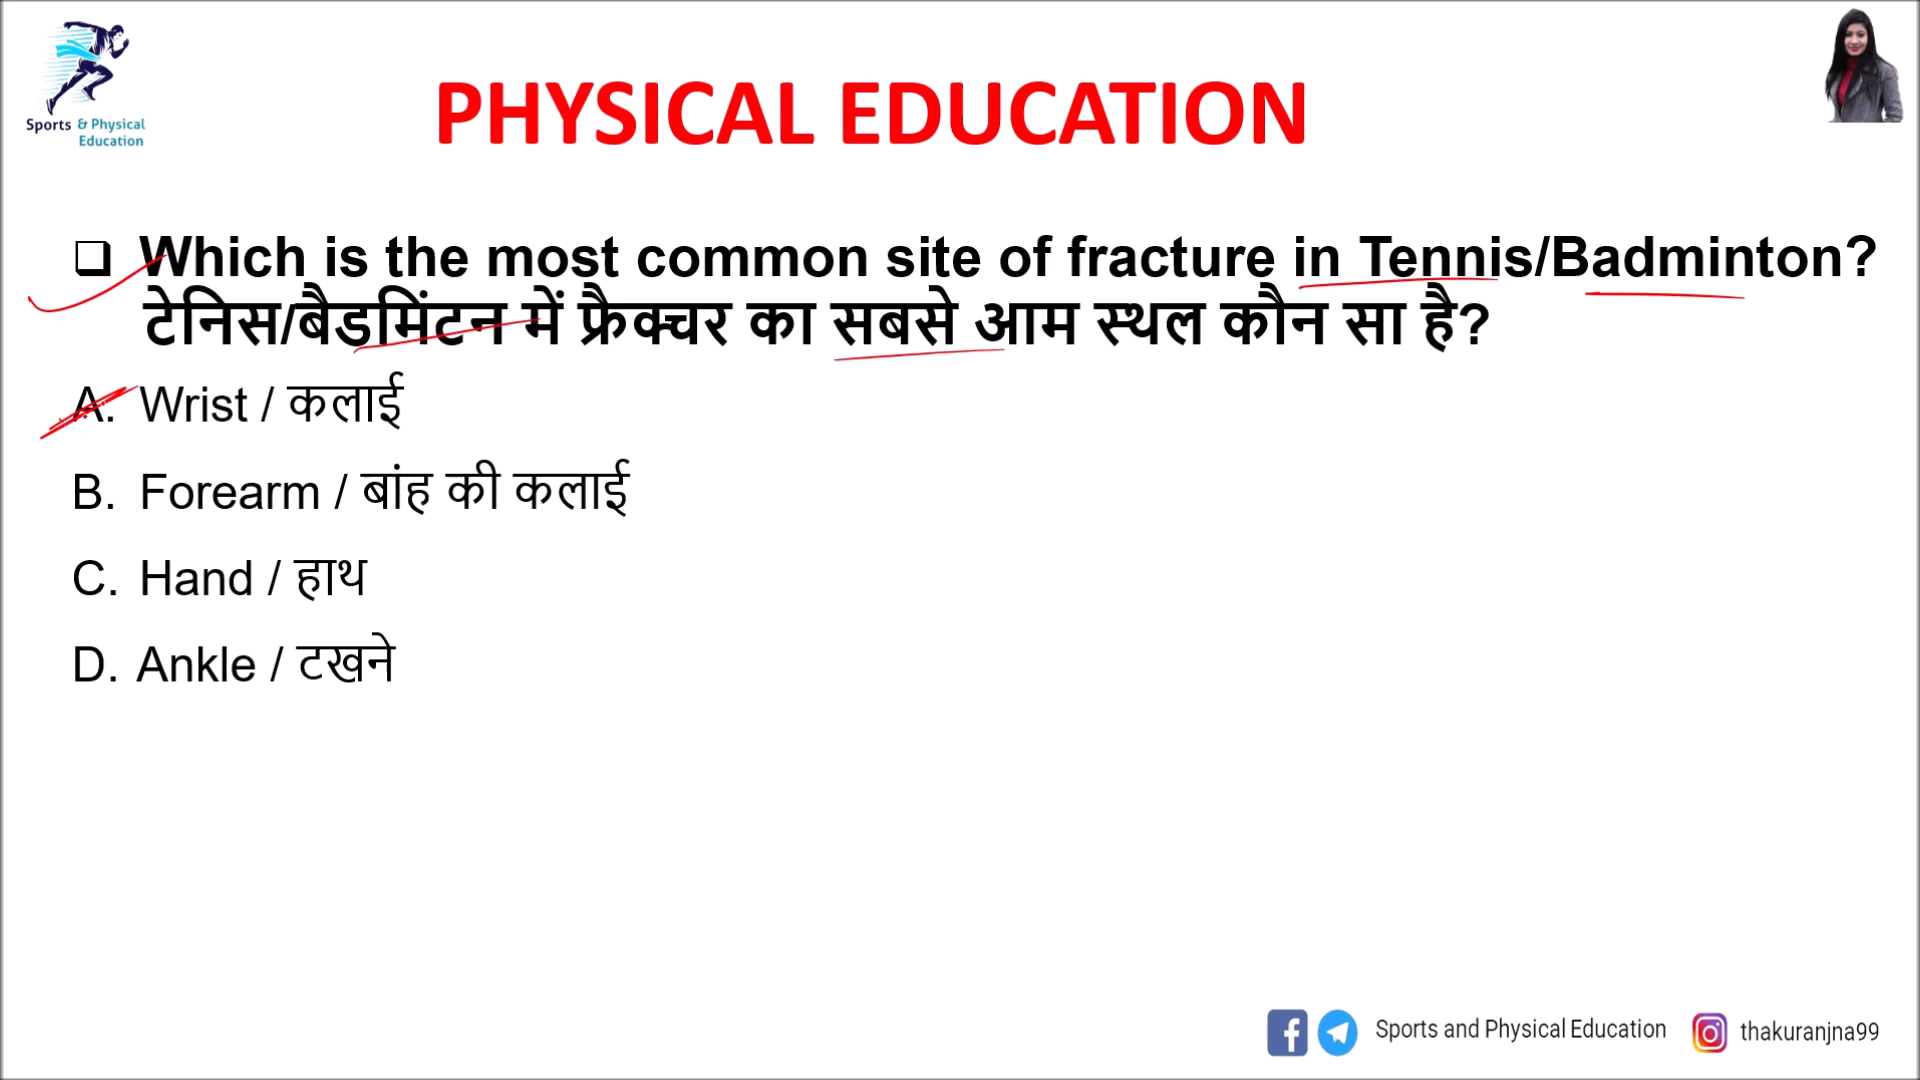 Sports & Physical
Education
PHYSICAL EDUCATION
❑ Which is the most common site of fracture in Tennis/Badminton?
टेनिस/बैडमिंटन में फ्रैक्चर का सबसे आम स्थल कौन सा है?
A. Wrist / कलाई
B. Forearm / बांह की कलाई
C. Hand / हाथ
D. Ankle / टखने
Sports and Physical Education thakuranjna99